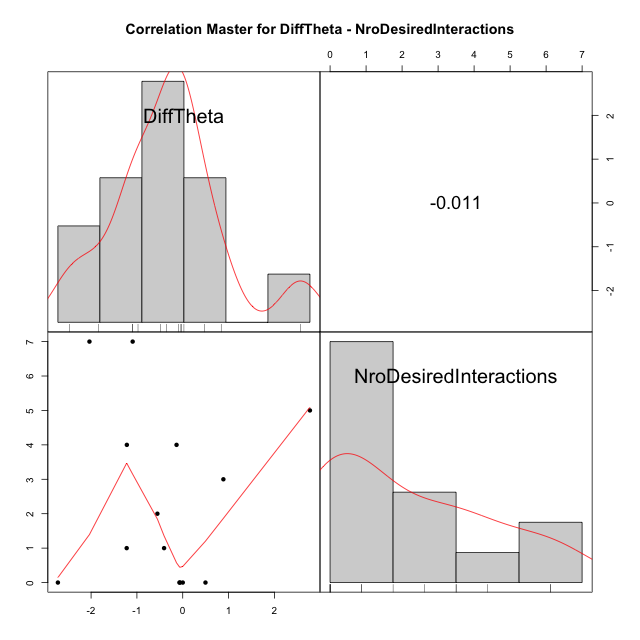 Correlation Master for DiffTheta - NroDesiredInteractions
0 1 2 3 4 5 6 7
DiffTheta
-0.011
2
1
0
-1
-2
NroDesiredInteractions
7
6
5
4
3
2
1
0
-2 -1 0 1 2